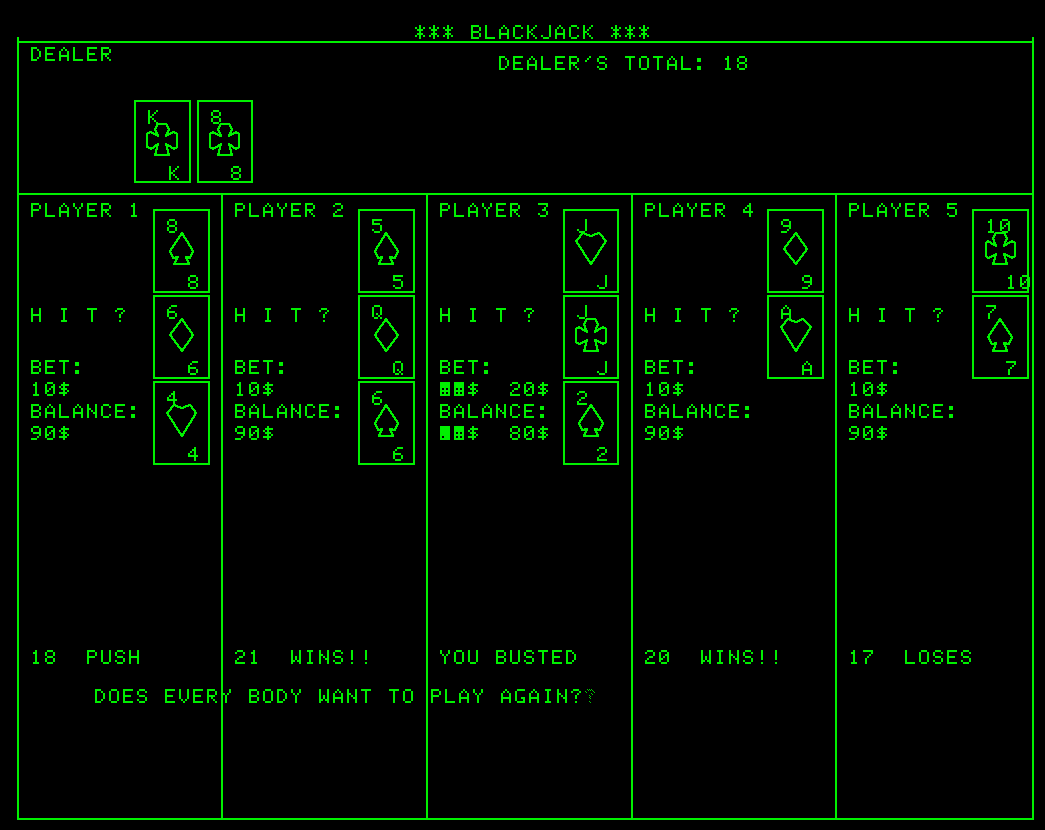 *** BLACKJACK ***
DEALER
DEALER'S TOTAL: 18
K 8
K 8
PLAYER 1
8
8
H I T ?
6
6
BET:
10$
BALANCE:
90$
4
4
18 PUSH
PLAYER 2
5
5
H I T ?
Q
Q
BET:
10$
BALANCE:
90$
6
6
21 WINS!!
PLAYER 3
J
J
H I T ?
J
J
BET:
$ 20$
BALANCE:
$ 80$
2
2
YOU BUSTED
PLAYER 4
9
9
H I T ?
A
A
BET:
10$
BALANCE:
90$
20 WINS!!
PLAYER 5
10
10
H I T ?
7
7
BET:
10$
BALANCE:
90$
17 LOSES
DOES EVERY BODY WANT TO PLAY AGAIN??